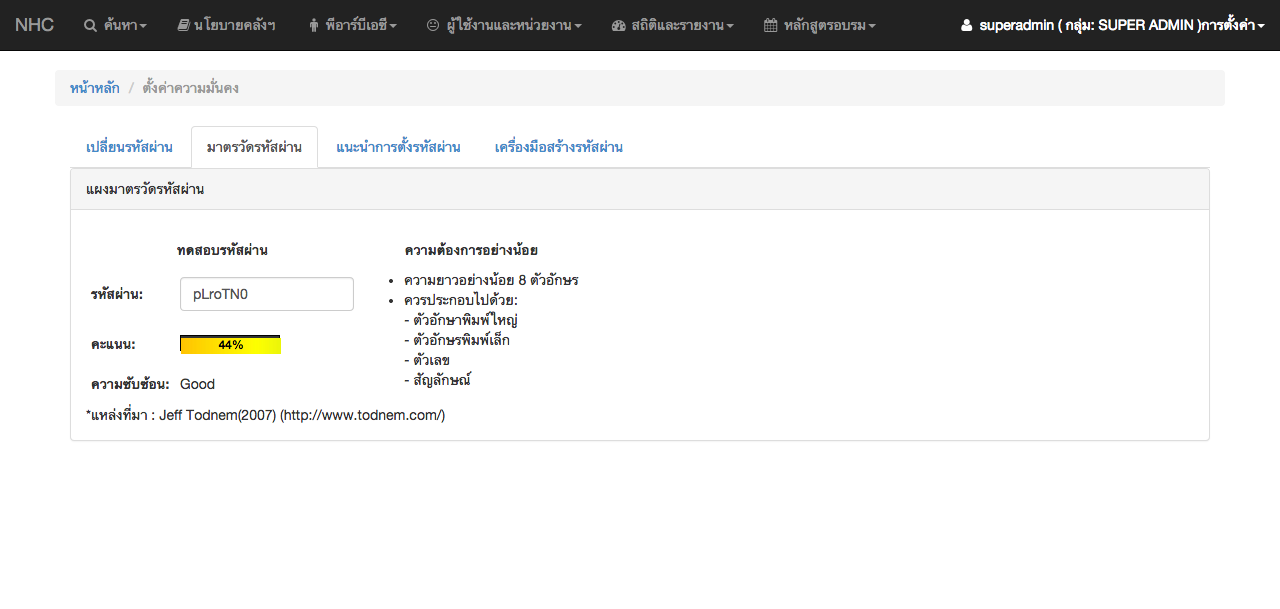 NHC ค้นหา นโยบายคลังฯ พีอาร์บีเอซี ผู้ใช้งานและหน่วยงาน สถิติและรายงาน หลักสูตรอบรม superadmin ( กลุ่ม: SUPER ADMIN )การตั้งค่า
หน้าหลัก / ตั้งค่าความมั่นคง
เปลี่ยนรหัสผ่าน มาตรวัดรหัสผ่าน แนะนำการตั้งรหัสผ่าน เครื่องมือสร้างรหัสผ่าน
แผงมาตรวัดรหัสผ่าน
ทดสอบรหัสผ่าน
รหัสผ่าน: pLroTN0
คะแนน: 44%
ความซับซ้อน: Good
ความต้องการอย่างน้อย
• ความยาวอย่างน้อย 8 ตัวอักษร
• ควรประกอบไปด้วย:
- ตัวอักษาพิมพ์ใหญ่
- ตัวอักษรพิมพ์เล็ก
- ตัวเลข
- สัญลักษณ์
*แหล่งที่มา : Jeff Todnem(2007) (http://www.todnem.com/)